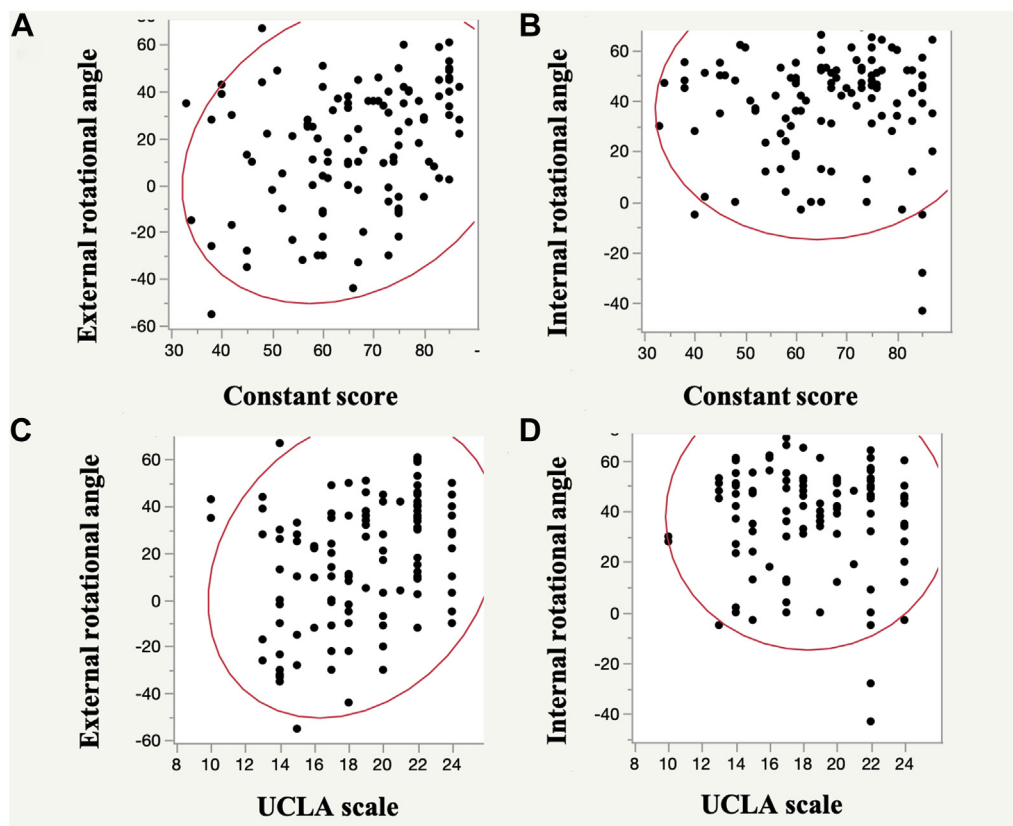 A
External rotational angle
60
40
20
0
-20
-40
-60
30 40 50 60 70 80 -
Constant score
B
Internal rotational angle
60
40
20
0
-20
-40
30 40 50 60 70 80
Constant score
C
External rotational angle
60
40
20
0
-20
-40
-60
8 10 12 14 16 18 20 22 24
UCLA scale
D
Internal rotational angle
60
40
20
0
-20
-40
8 10 12 14 16 18 20 22 24
UCLA scale